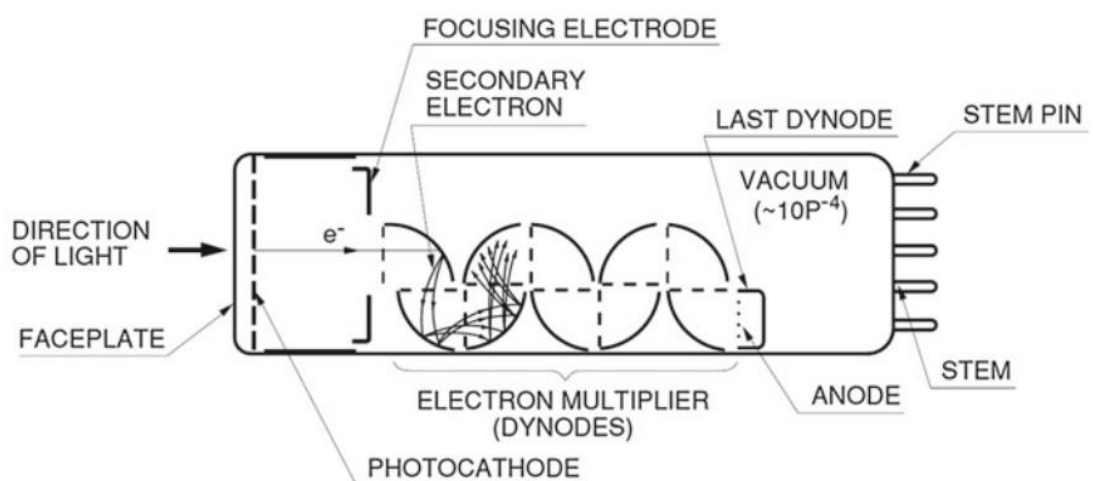 FOCUSING ELECTRODE
SECONDARY
ELECTRON
LAST DYNODE
STEM PIN
VACUUM
(~10P⁻⁴)
DIRECTION
OF LIGHT
e⁻
FACEPLATE
STEM
ELECTRON MULTIPLIER
(DYNODES)
ANODE
PHOTOCATHODE